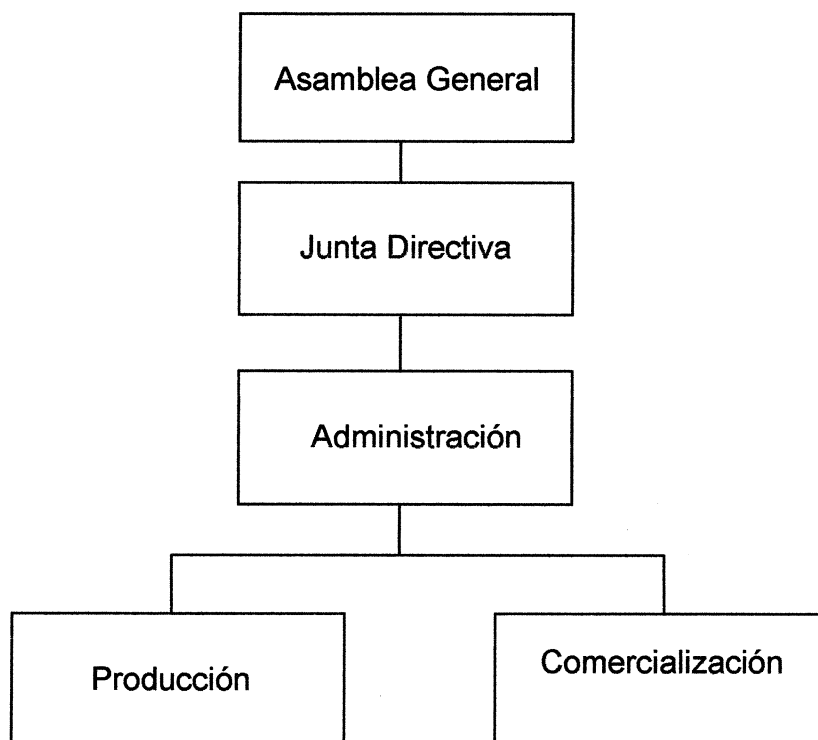 Asamblea General
Junta Directiva
Administración
Producción
Comercialización